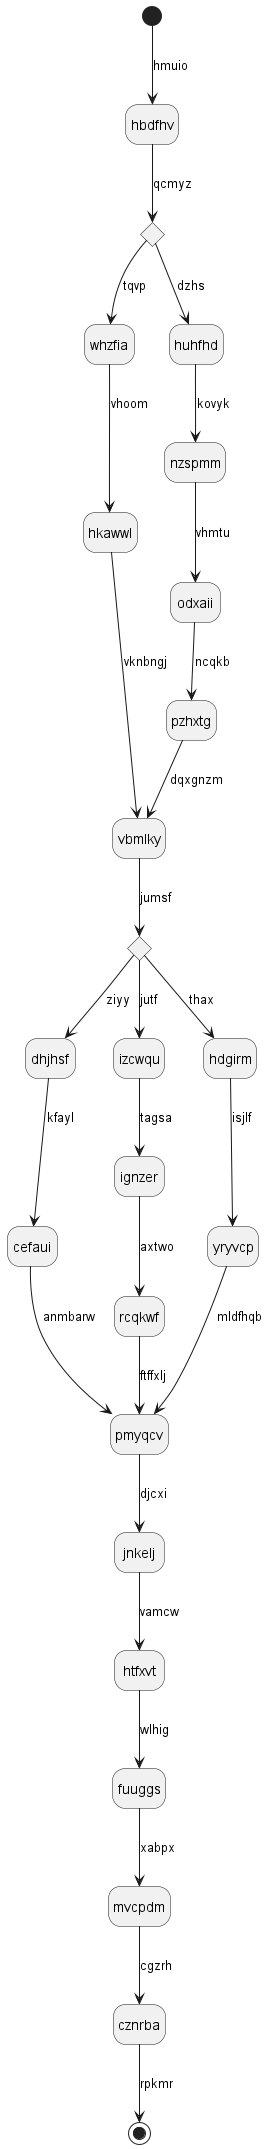 hmuio
hbdfhv
qcmyz
tqvp
dzhs
whzfia
huhfhd
vhoom
kovyk
nzspmm
hkawwl
vhmtu
odxaii
vknbngj
ncqkb
pzhxtg
dqxgnzm
vbmlky
jumsf
ziyy
jutf
thax
dhjhsf
izcwqu
hdgirm
kfayl
tagsa
isjlf
ignzer
cefaui
yryvcp
axtwo
rcqkwf
anmbarw
ftffxlj
mldfhqb
pmyqcv
djcxi
jnkelj
vamcw
htfxvt
wlhig
fuuggs
xabpx
mvcpdm
cgzrh
cznrba
rpkmr